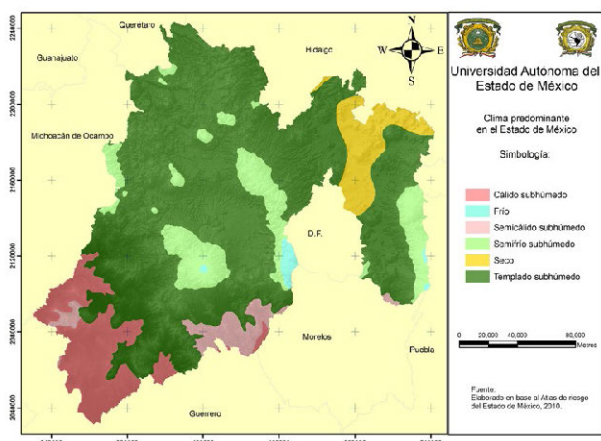 Querétaro
Guanajuato
Hidalgo
N
W E
S
Michoacán de Ocampo
D.F.
Morelos
Puebla
Guerrero
Universidad Autónoma del
Estado de México
Clima predominante
en el Estado de México
Simbología:
Cálido subhúmedo
Frío
Semicálido subhúmedo
Semifrío subhúmedo
Seco
Templado subhúmedo
0 20,000 40,000 80,000
Metros
Fuente:
Elaborado en base al Atlas de riesgo
del Estado de México, 2010.